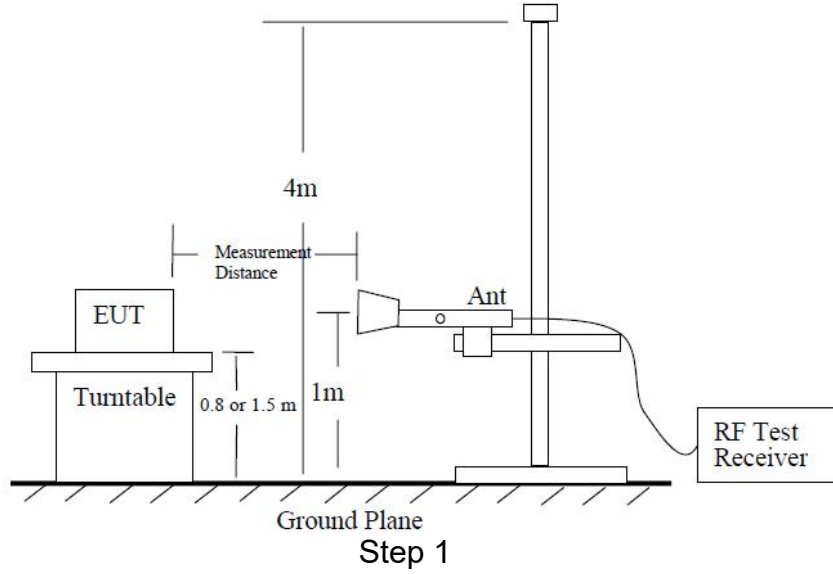 4m
Measurement
Distance
Ant
EUT
Turntable
0.8 or 1.5 m
1m
RF Test
Receiver
Ground Plane
Step 1